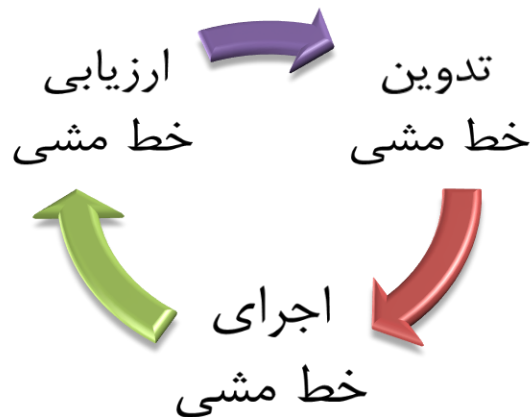 تدوین
خط مشی
اجرای
خط مشی
ارزیابی
خط مشی